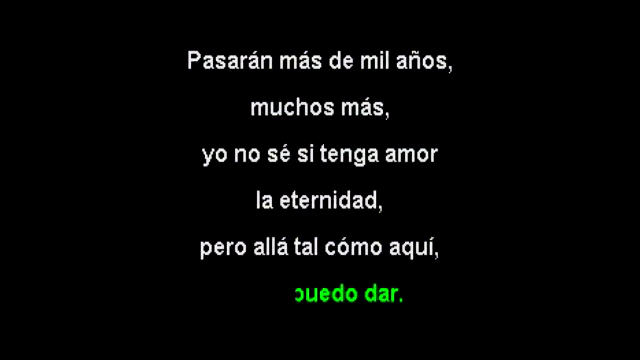 Pasarán más de mil años,
muchos más,
yo no sé si tenga amor
la eternidad,
pero allá tal cómo aquí,
dar.